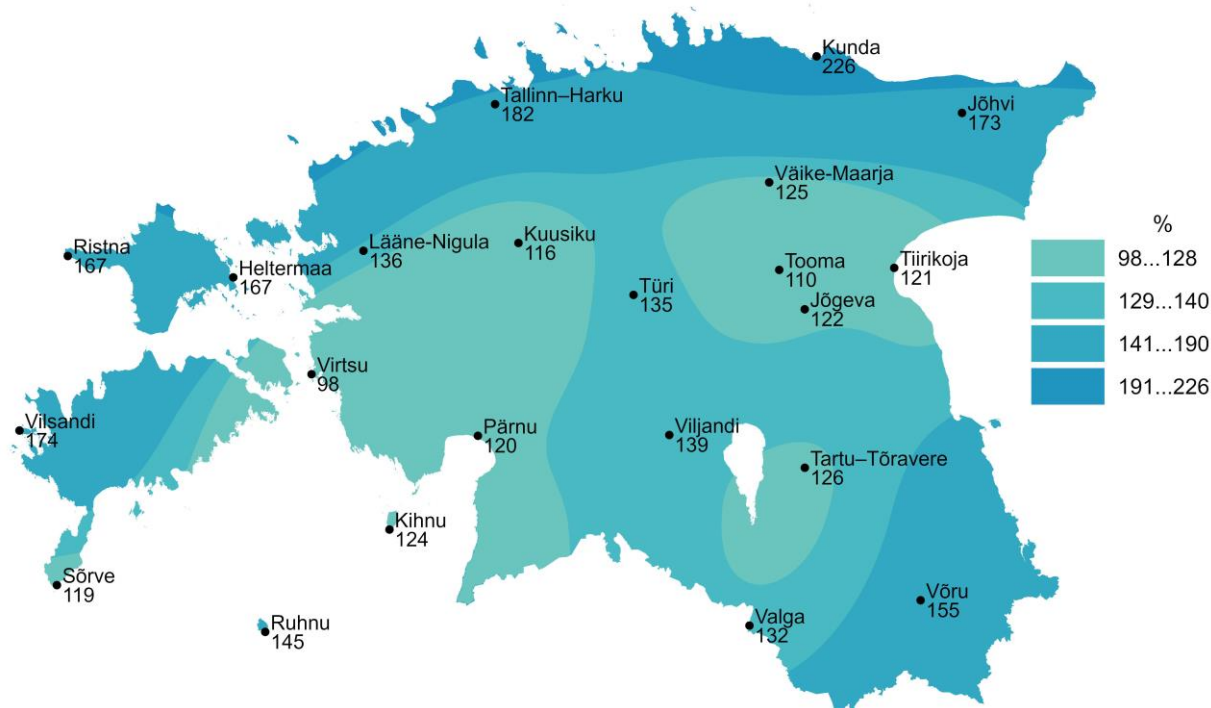 Kunda
226
Tallinn–Harku
182
Jõhvi
173
Väike-Maarja
125
Ristna
167
Heltermaa
167
Lääne-Nigula
136
Kuusiku
116
Türi
135
Tooma
110
Tiirikoja
121
Jõgeva
122
%
98...128
129...140
141...190
191...226
Virtsu
98
Vilsandi
174
Pärnu
120
Viljandi
139
Tartu–Tõravere
126
Kihnu
124
Sõrve
119
Ruhnu
145
Valga
132
Võru
155